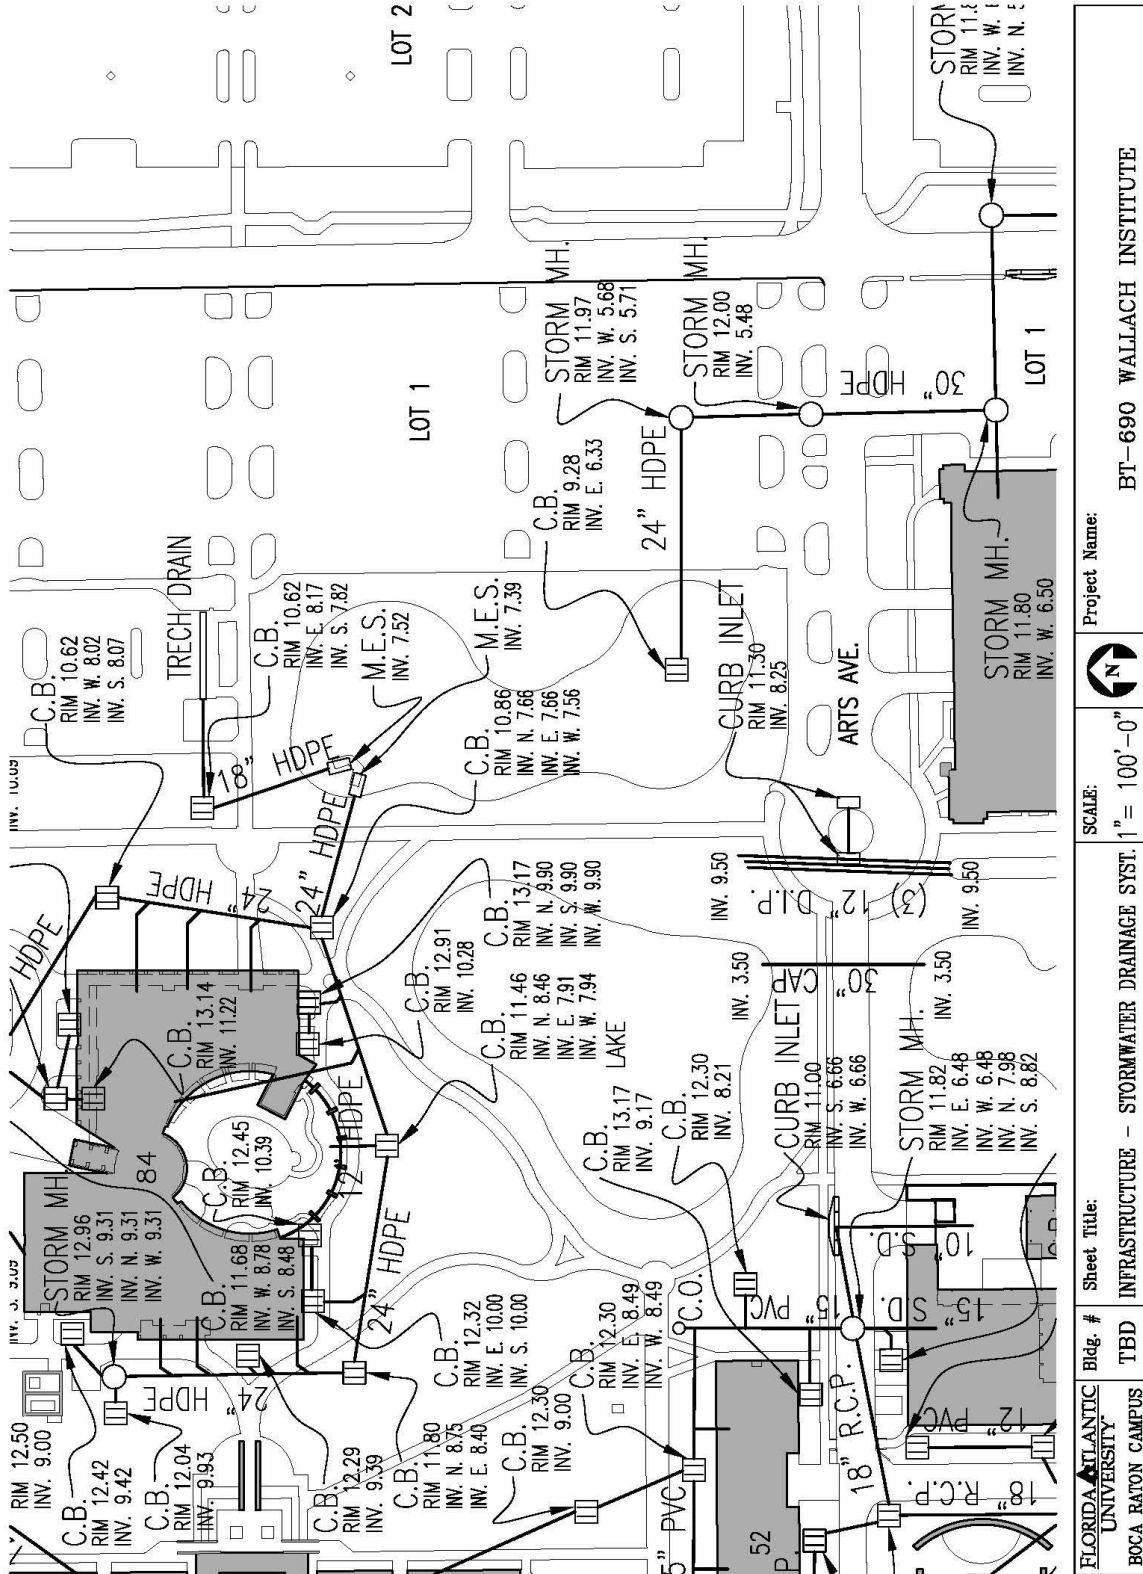 LOT 2
STORM
RIM 11.8
INV. W.
INV. N. 5
LOT 1
STORM MH.
RIM 11.97
INV. W. 5.68
INV. S. 5.71
STORM MH.
RIM 12.00
INV. 5.48
30" HDPE
LOT 1
C.B.
RIM 9.28
INV. E. 6.33
24" HDPE
STORM MH.
RIM 11.80
INV. W. 6.50
TRECH DRAIN
C.B.
RIM 10.62
INV. W. 8.02
INV. S. 8.07
C.B.
RIM 10.62
INV. E. 8.17
INV. S. 7.82
M.E.S.
INV. 7.52
M.E.S.
INV. 7.39
18" HDPE
C.B.
RIM 10.86
INV. N. 7.66
INV. E. 7.66
INV. W. 7.56
CURB INLET
RIM 11.30
INV. 8.25
ARTS AVE.
INV. 10.09
HDPE
24" HDPE
24" HDPE
C.B.
RIM 13.17
INV. N. 9.90
INV. S. 9.90
INV. W. 9.90
C.B.
RIM 12.91
INV. 10.28
INV. 9.50
(3) 12" D.I.P.
INV. 9.50
C.B.
RIM 13.14
INV. 11.22
C.B.
RIM 11.46
INV. N. 8.46
INV. E. 7.91
INV. W. 7.94
LAKE
INV. 3.50
30" CAP
INV. 3.50
84
STORM MH.
RIM 12.96
INV. S. 9.31
INV. N. 9.31
INV. W. 9.31
C.B.
RIM 12.45
INV. 10.39
12" HDPE
C.B.
RIM 13.17
INV. 9.17
C.B.
RIM 12.30
INV. 8.21
CURB INLET
RIM 11.00
INV. S. 6.66
INV. W. 6.66
STORM MH.
RIM 11.82
INV. E. 6.48
INV. W. 6.48
INV. N. 7.98
INV. S. 8.82
INV. S. 9.09
C.B.
RIM 11.68
INV. W. 8.78
INV. S. 8.48
24" HDPE
C.B.
RIM 12.32
INV. E. 10.00
INV. S. 10.00
C.B.
RIM 12.30
INV. E. 8.49
INV. W. 8.49
C.O.
15" PVC
10" S.D.
15" S.D.
RIM 12.50
INV. 9.00
C.B.
RIM 12.42
INV. 9.42
C.B.
RIM 12.04
INV. 9.93
24" HDPE
C.B.
RIM 12.29
INV. 9.39
C.B.
RIM 11.80
INV. N. 8.75
INV. E. 8.40
C.B.
RIM 12.30
INV. 9.00
5" PVC
52
P.
18" R.C.P.
12" PVC
18" R.C.P.
FLORIDA ATLANTIC
UNIVERSITY
BOCA RATON CAMPUS
Bldg. #
TBD
Sheet Title:
INFRASTRUCTURE - STORMWATER DRAINAGE SYST.
SCALE:
1" = 100'-0"
N
Project Name:
BT-690 WALLACH INSTITUTE